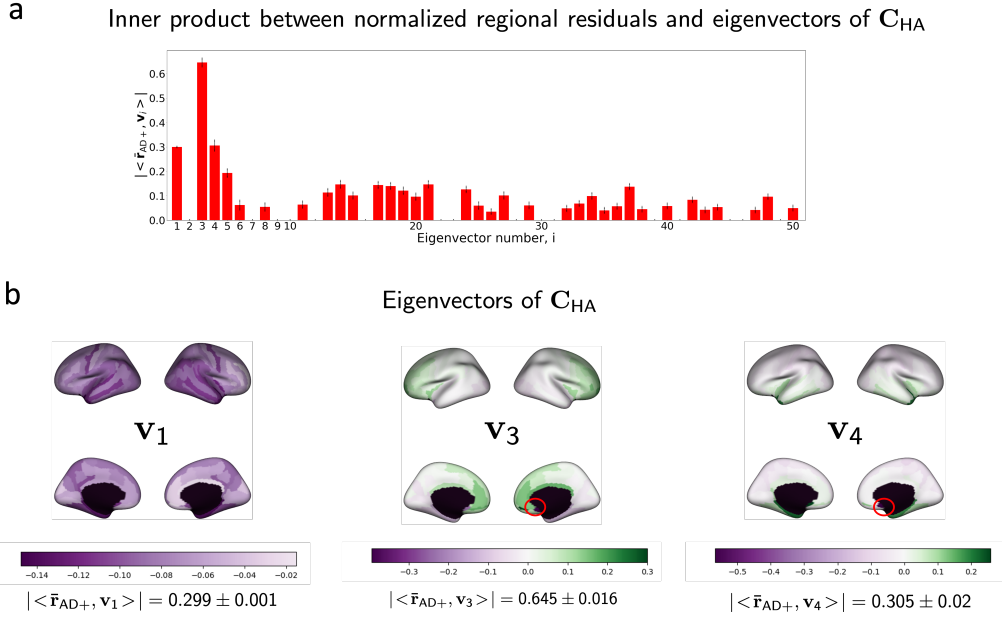 a
Inner product between normalized regional residuals and eigenvectors of C_HA
|< r̄_AD+, v_i >|
0.6
0.5
0.4
0.3
0.2
0.1
0.0
1 2 3 4 5 6 7 8 9 10 20 30 40 50
Eigenvector number, i
b
Eigenvectors of C_HA
v_1
v_3
v_4
−0.14 −0.12 −0.10 −0.08 −0.06 −0.04 −0.02
−0.3 −0.2 −0.1 0.0 0.1 0.2 0.3
−0.5 −0.4 −0.3 −0.2 −0.1 0.0 0.1 0.2
|< r̄_AD+, v_1 >| = 0.299 ± 0.001
|< r̄_AD+, v_3 >| = 0.645 ± 0.016
|< r̄_AD+, v_4 >| = 0.305 ± 0.02